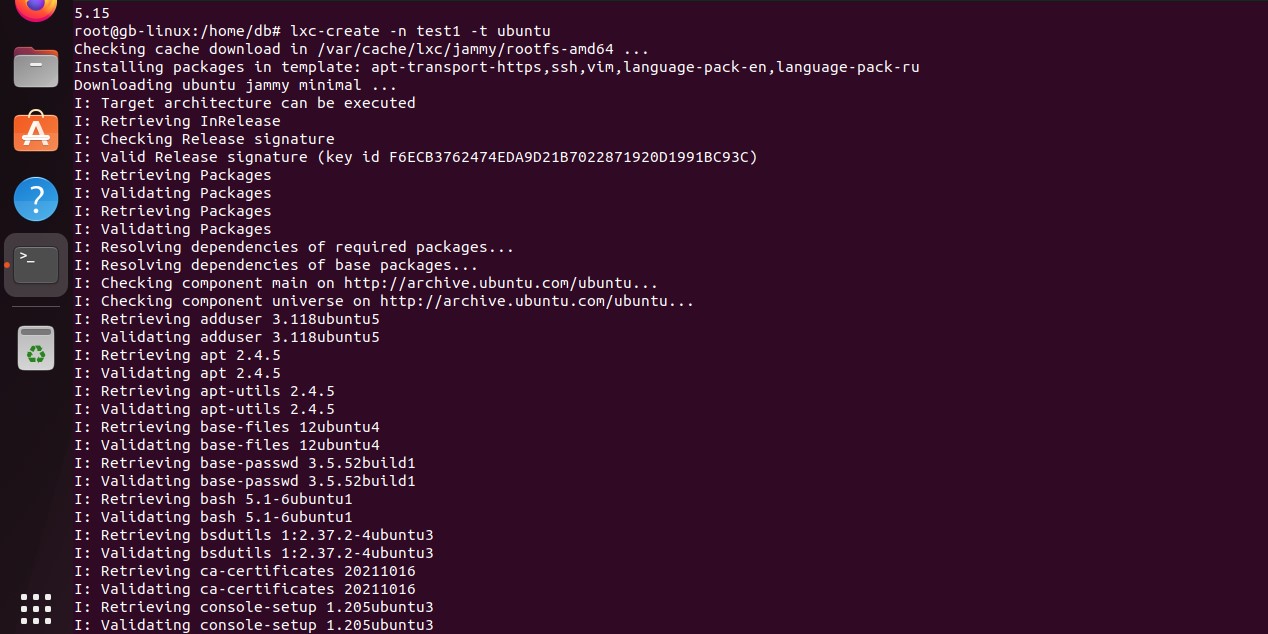 5.15
root@gb-linux:/home/db# lxc-create -n test1 -t ubuntu
Checking cache download in /var/cache/lxc/jammy/rootfs-amd64 ...
Installing packages in template: apt-transport-https,ssh,vim,language-pack-en,language-pack-ru
Downloading ubuntu jammy minimal ...
I: Target architecture can be executed
I: Retrieving InRelease
I: Checking Release signature
I: Valid Release signature (key id F6ECB3762474EDA9D21B7022871920D1991BC93C)
I: Retrieving Packages
I: Validating Packages
I: Retrieving Packages
I: Validating Packages
I: Resolving dependencies of required packages...
I: Resolving dependencies of base packages...
I: Checking component main on http://archive.ubuntu.com/ubuntu...
I: Checking component universe on http://archive.ubuntu.com/ubuntu...
I: Retrieving adduser 3.118ubuntu5
I: Validating adduser 3.118ubuntu5
I: Retrieving apt 2.4.5
I: Validating apt 2.4.5
I: Retrieving apt-utils 2.4.5
I: Validating apt-utils 2.4.5
I: Retrieving base-files 12ubuntu4
I: Validating base-files 12ubuntu4
I: Retrieving base-passwd 3.5.52build1
I: Validating base-passwd 3.5.52build1
I: Retrieving bash 5.1-6ubuntu1
I: Validating bash 5.1-6ubuntu1
I: Retrieving bsdutils 1:2.37.2-4ubuntu3
I: Validating bsdutils 1:2.37.2-4ubuntu3
I: Retrieving ca-certificates 20211016
I: Validating ca-certificates 20211016
I: Retrieving console-setup 1.205ubuntu3
I: Validating console-setup 1.205ubuntu3